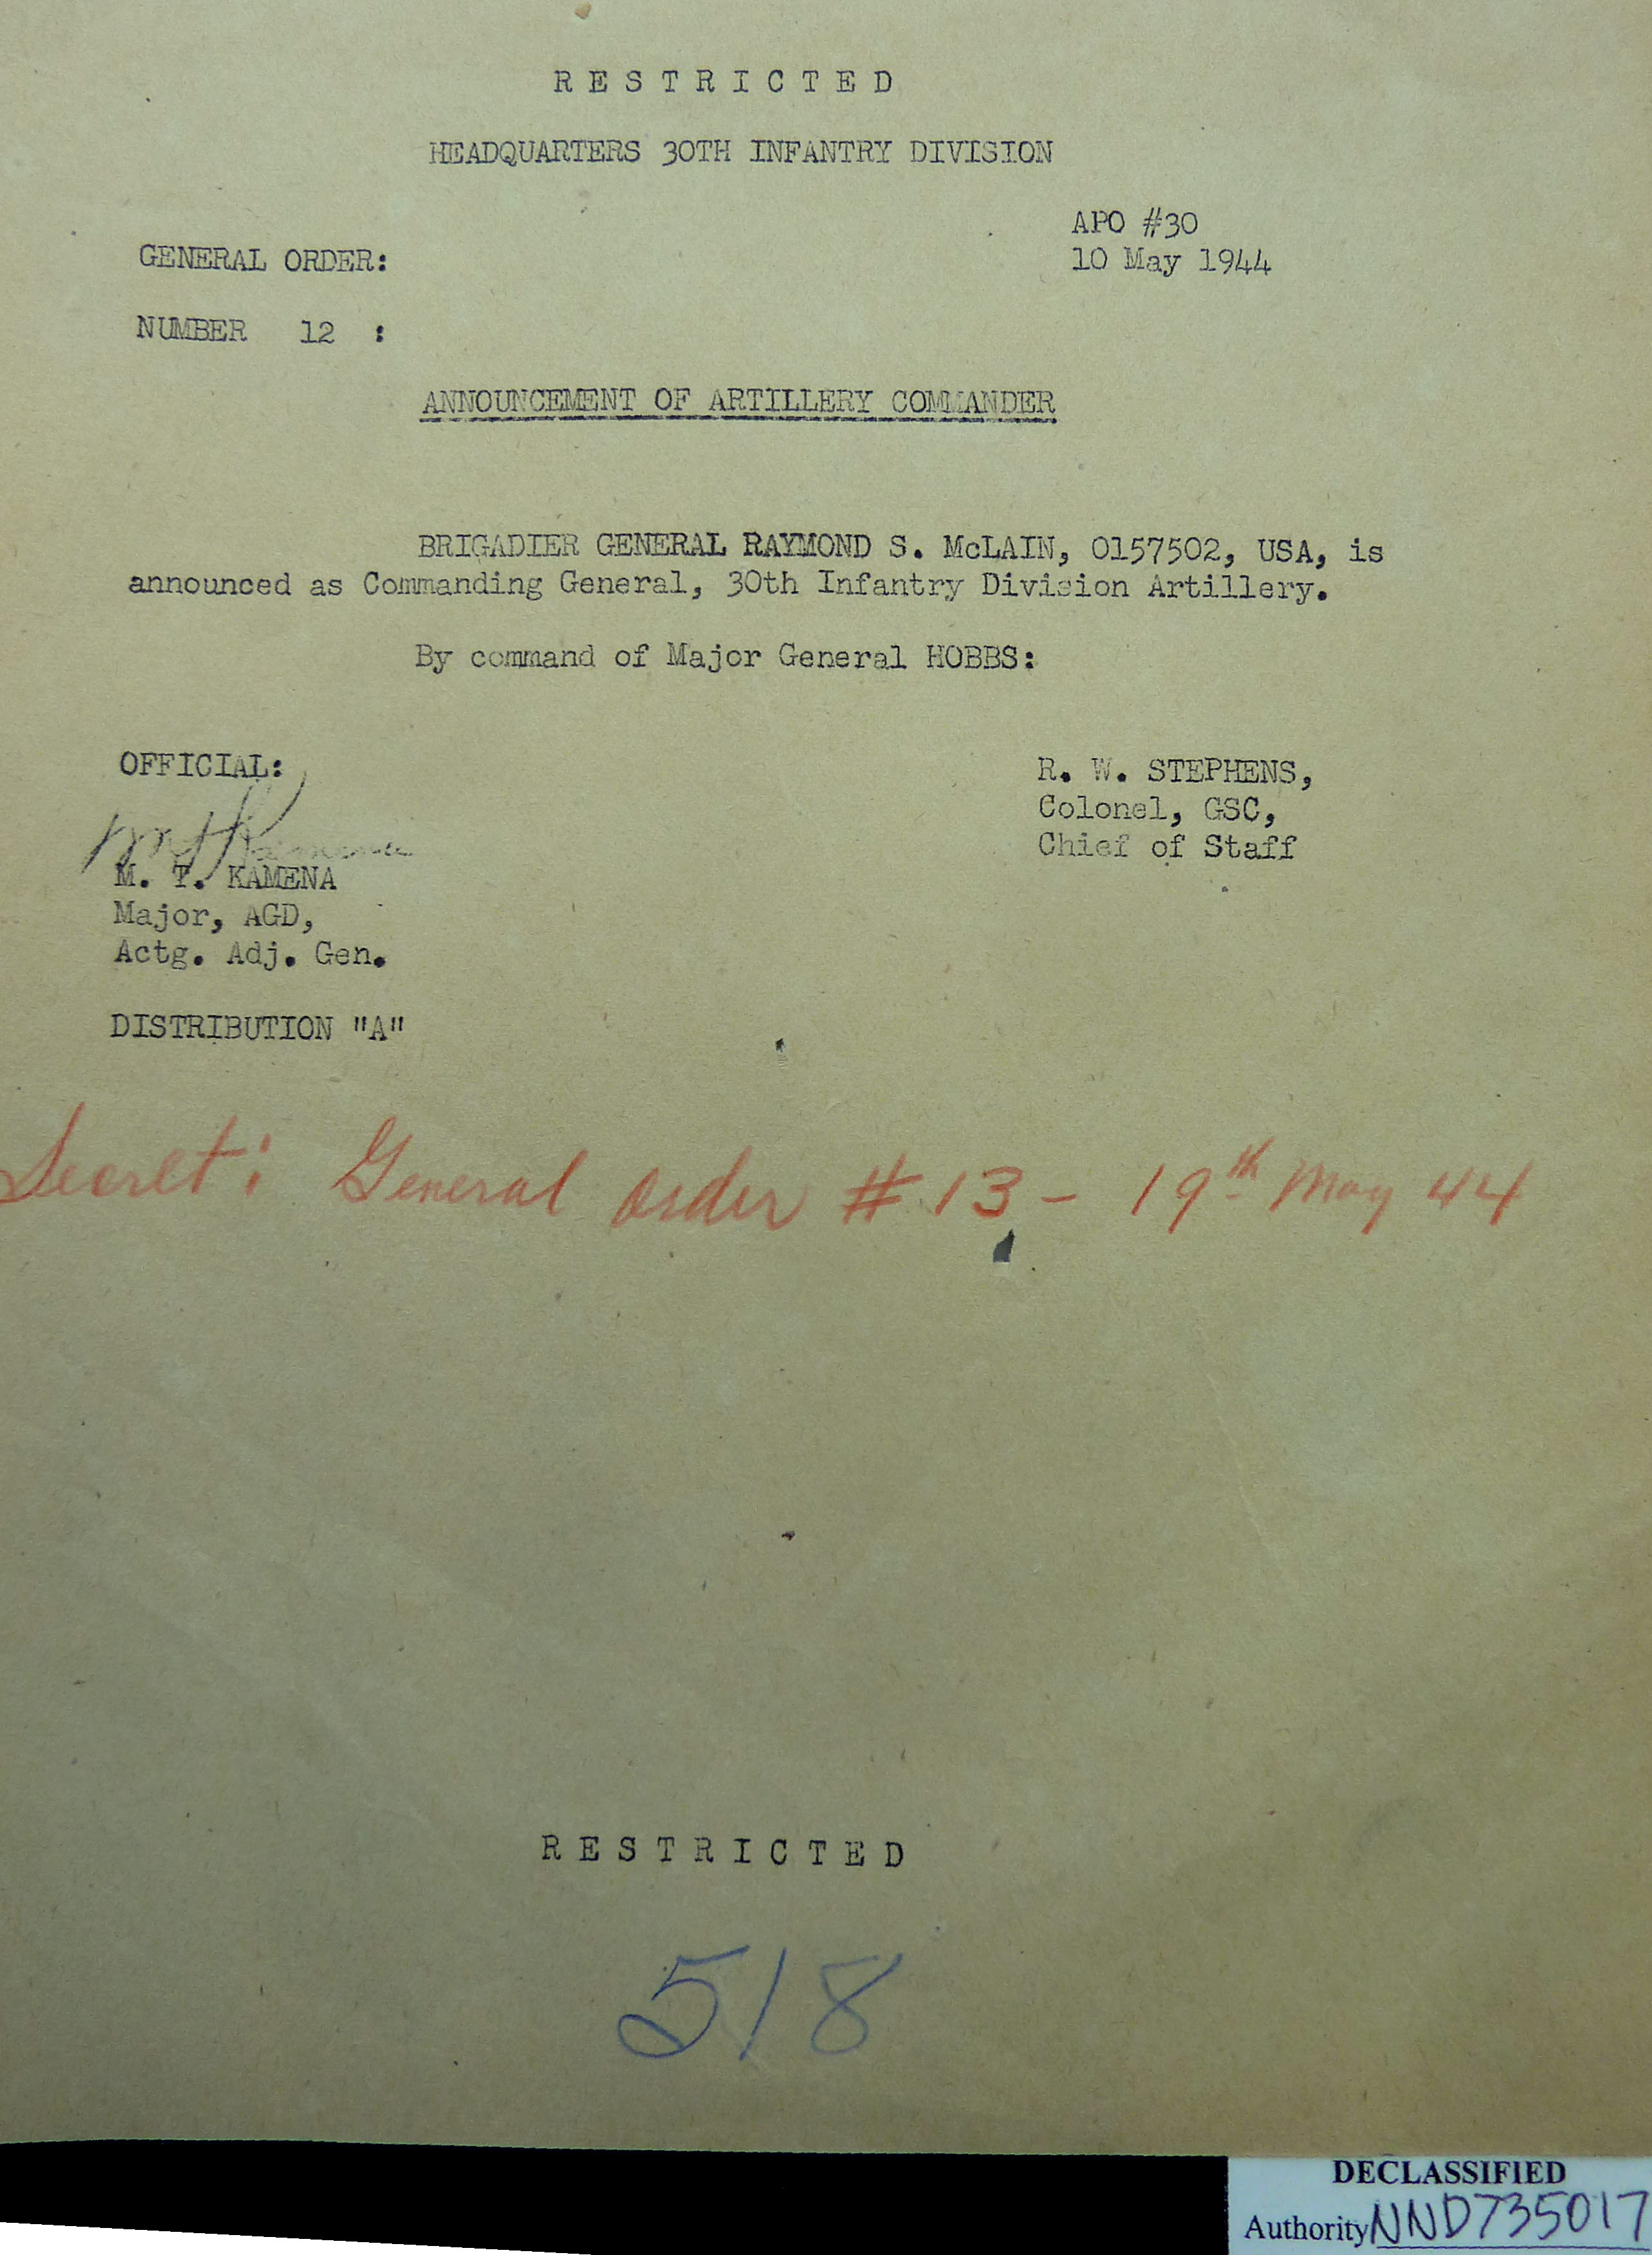 R E S T R I C T E D
HEADQUARTERS 30TH INFANTRY DIVISION
APO #30
GENERAL ORDER:
10 May 1944
NUMBER 12 :
ANNOUNCEMENT OF ARTILLERY COMMANDER
BRIGADIER GENERAL RAYMOND S. McLAIN, O157502, USA, is
announced as Commanding General, 30th Infantry Division Artillery.
By command of Major General HOBBS:
OFFICIAL:
R. W. STEPHENS,
Colonel, GSC,
Chief of Staff
M T Kamena
M. T. KAMENA
Major, AGD,
Actg. Adj. Gen.
DISTRIBUTION "A"
Secret: General Order # 13 - 19th May 44
R E S T R I C T E D
518
DECLASSIFIED
Authority NND735017